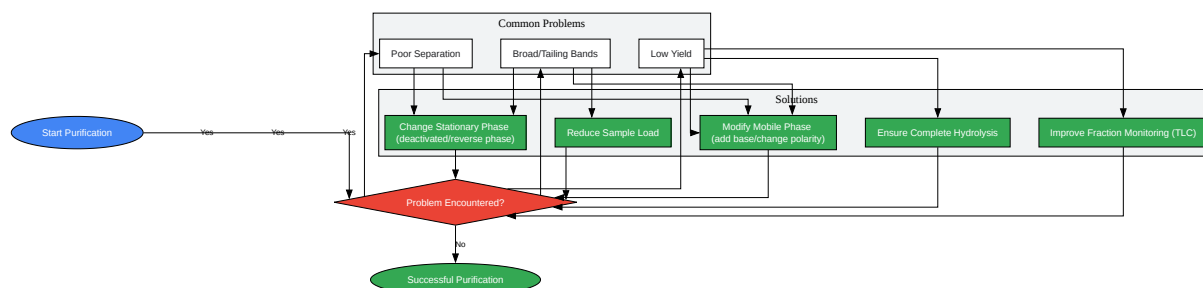 Common Problems
Poor Separation
Broad/Tailing Bands
Low Yield
Solutions
Start Purification
Yes
Yes
Yes
Change Stationary Phase
(deactivated/reverse phase)
Reduce Sample Load
Modify Mobile Phase
(add base/change polarity)
Ensure Complete Hydrolysis
Improve Fraction Monitoring (TLC)
Problem Encountered?
No
Successful Purification